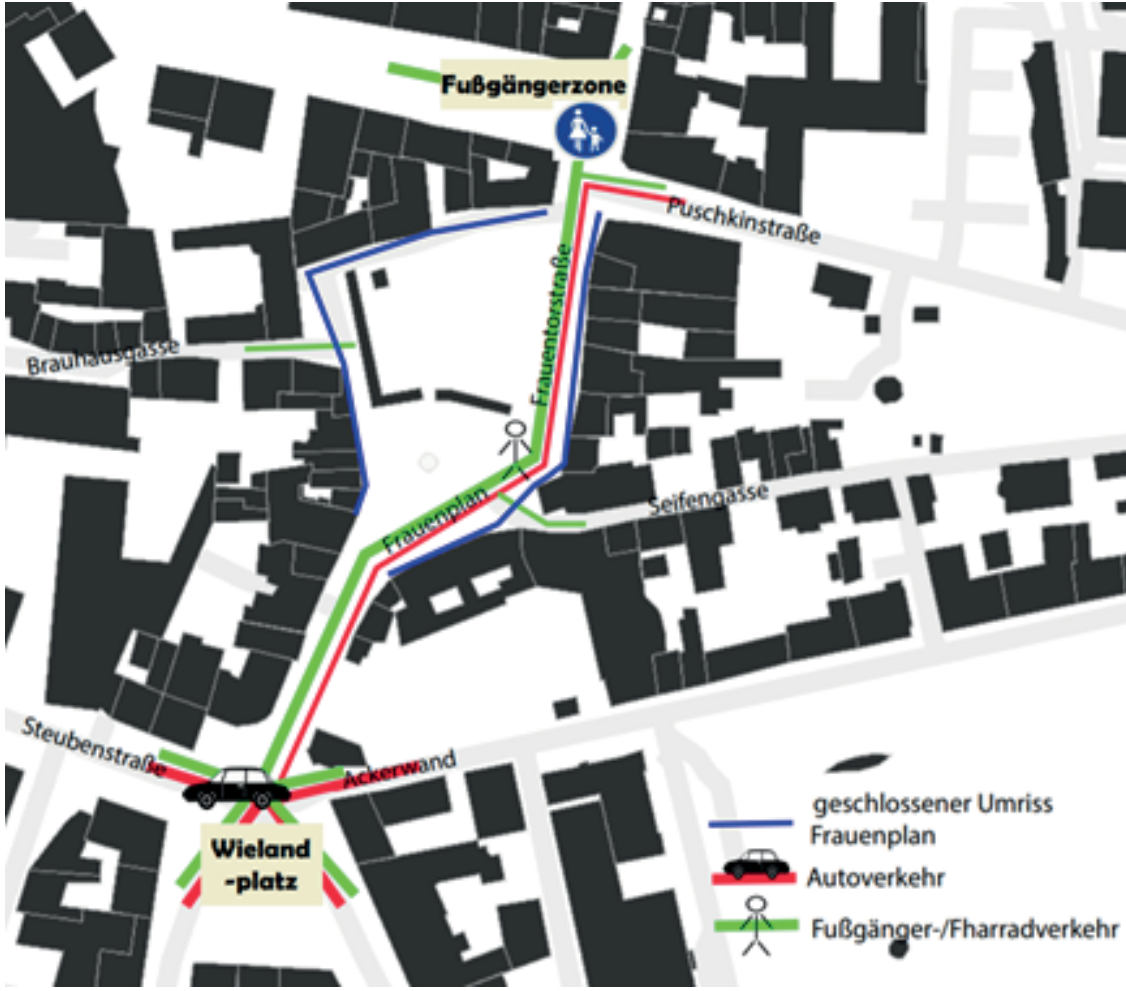 Fußgängerzone
Puschkinstraße
Frauentorstraße
Brauhausgasse
Seifengasse
Frauenplan
Steubenstraße
Ackerwand
Wieland
-platz
geschlossener Umriss
Frauenplan
Autoverkehr
Fußgänger-/Fharradverkehr